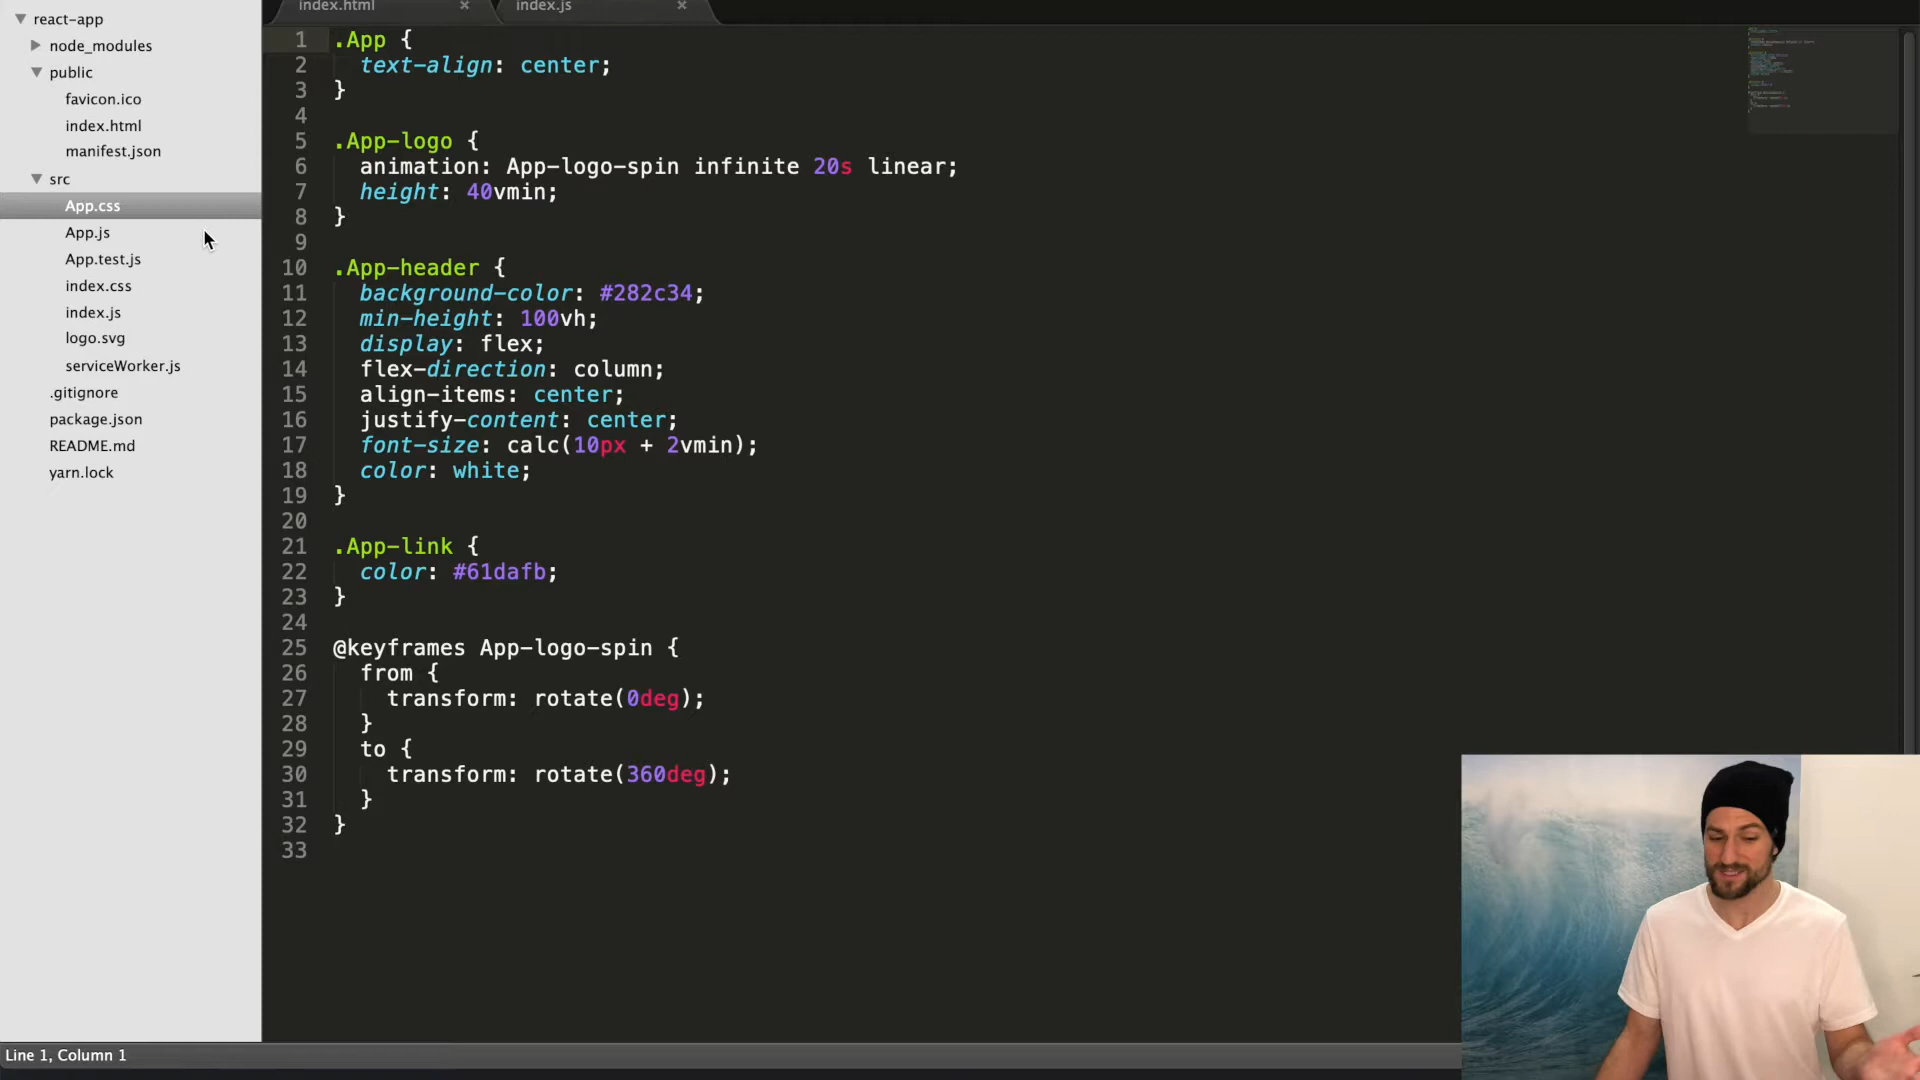 react-app
node_modules
public
favicon.ico
index.html
manifest.json
src
App.css
App.js
App.test.js
index.css
index.js
logo.svg
serviceWorker.js
.gitignore
package.json
README.md
yarn.lock
index.html ×
index.js ×
1 .App {
2 text-align: center;
3 }
4
5 .App-logo {
6 animation: App-logo-spin infinite 20s linear;
7 height: 40vmin;
8 }
9
10 .App-header {
11 background-color: #282c34;
12 min-height: 100vh;
13 display: flex;
14 flex-direction: column;
15 align-items: center;
16 justify-content: center;
17 font-size: calc(10px + 2vmin);
18 color: white;
19 }
20
21 .App-link {
22 color: #61dafb;
23 }
24
25 @keyframes App-logo-spin {
26 from {
27 transform: rotate(0deg);
28 }
29 to {
30 transform: rotate(360deg);
31 }
32 }
33
Line 1, Column 1